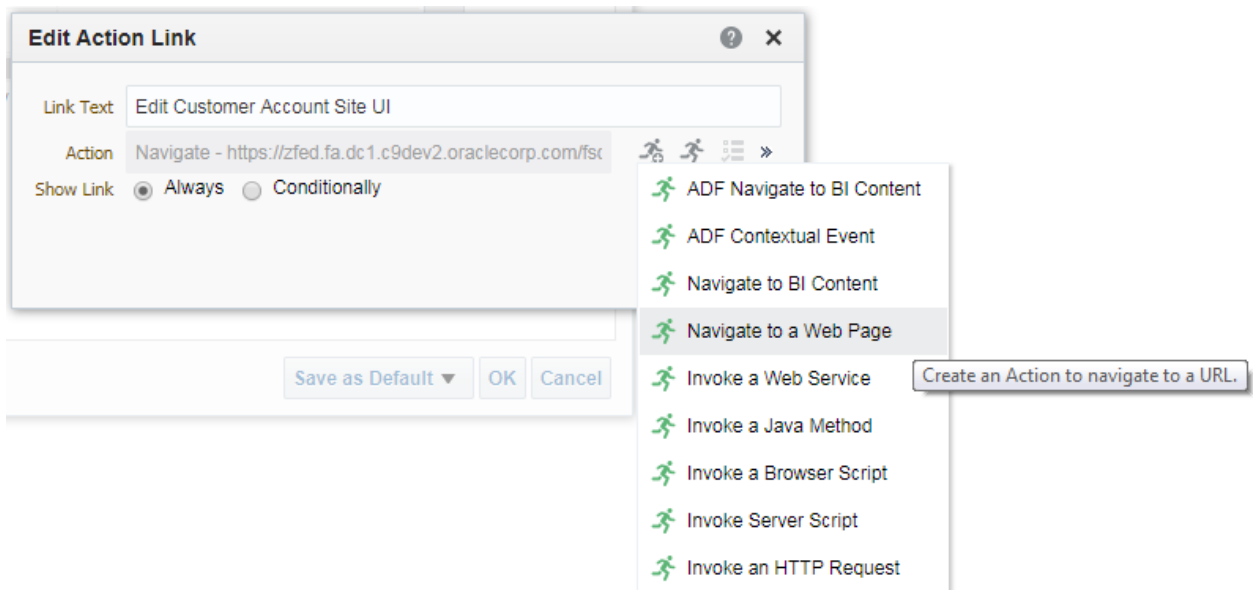 Edit Action Link
Link Text Edit Customer Account Site UI
Action Navigate - https://zfed.fa.dc1.c9dev2.oraclecorp.com/fsc
Show Link Always Conditionally
ADF Navigate to BI Content
ADF Contextual Event
Navigate to BI Content
Navigate to a Web Page
Create an Action to navigate to a URL.
Invoke a Web Service
Invoke a Java Method
Invoke a Browser Script
Invoke Server Script
Invoke an HTTP Request
Save as Default OK Cancel